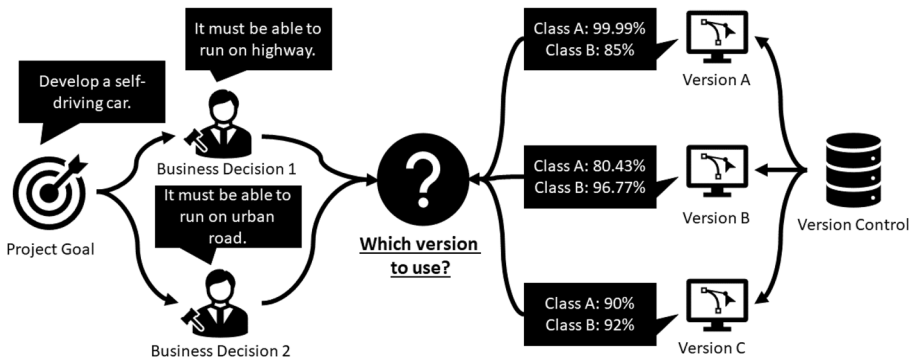 Develop a self-
driving car.
Project Goal
It must be able to
run on highway.
Business Decision 1
It must be able to
run on urban
road.
Business Decision 2
?
Which version
to use?
Class A: 99.99%
Class B: 85%
Version A
Class A: 80.43%
Class B: 96.77%
Version B
Class A: 90%
Class B: 92%
Version C
Version Control